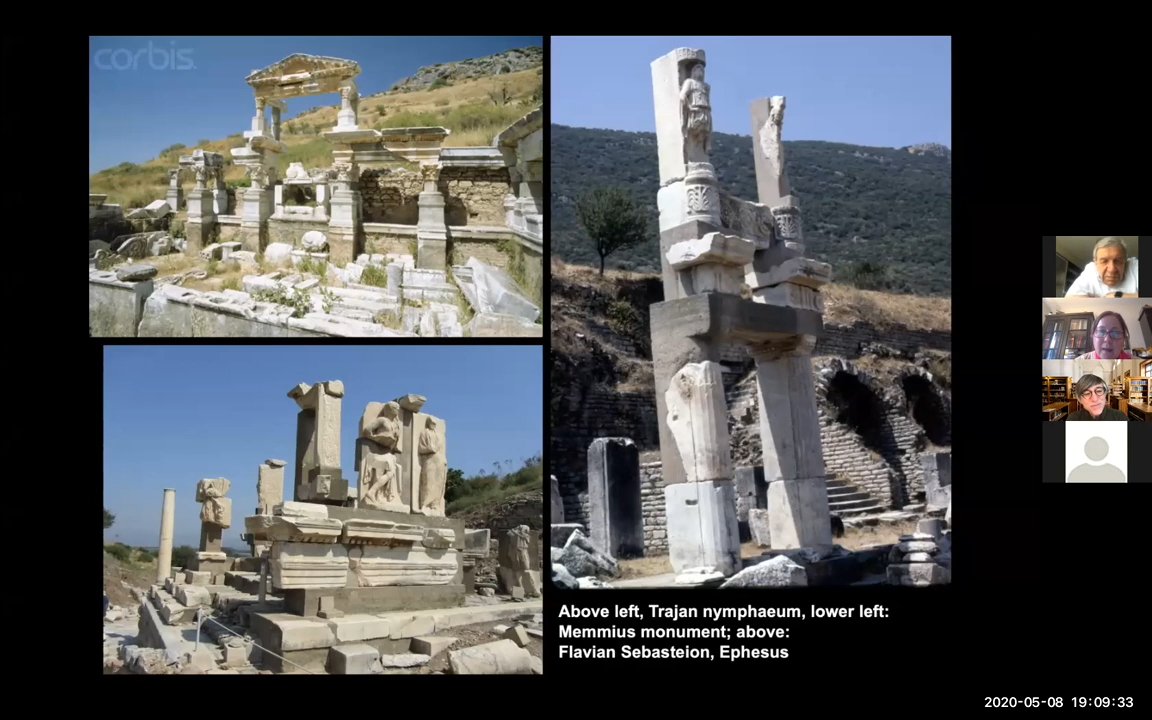 corbis.
Above left, Trajan nymphaeum, lower left:
Memmius monument; above:
Flavian Sebasteion, Ephesus
2020-05-08 19:09:33